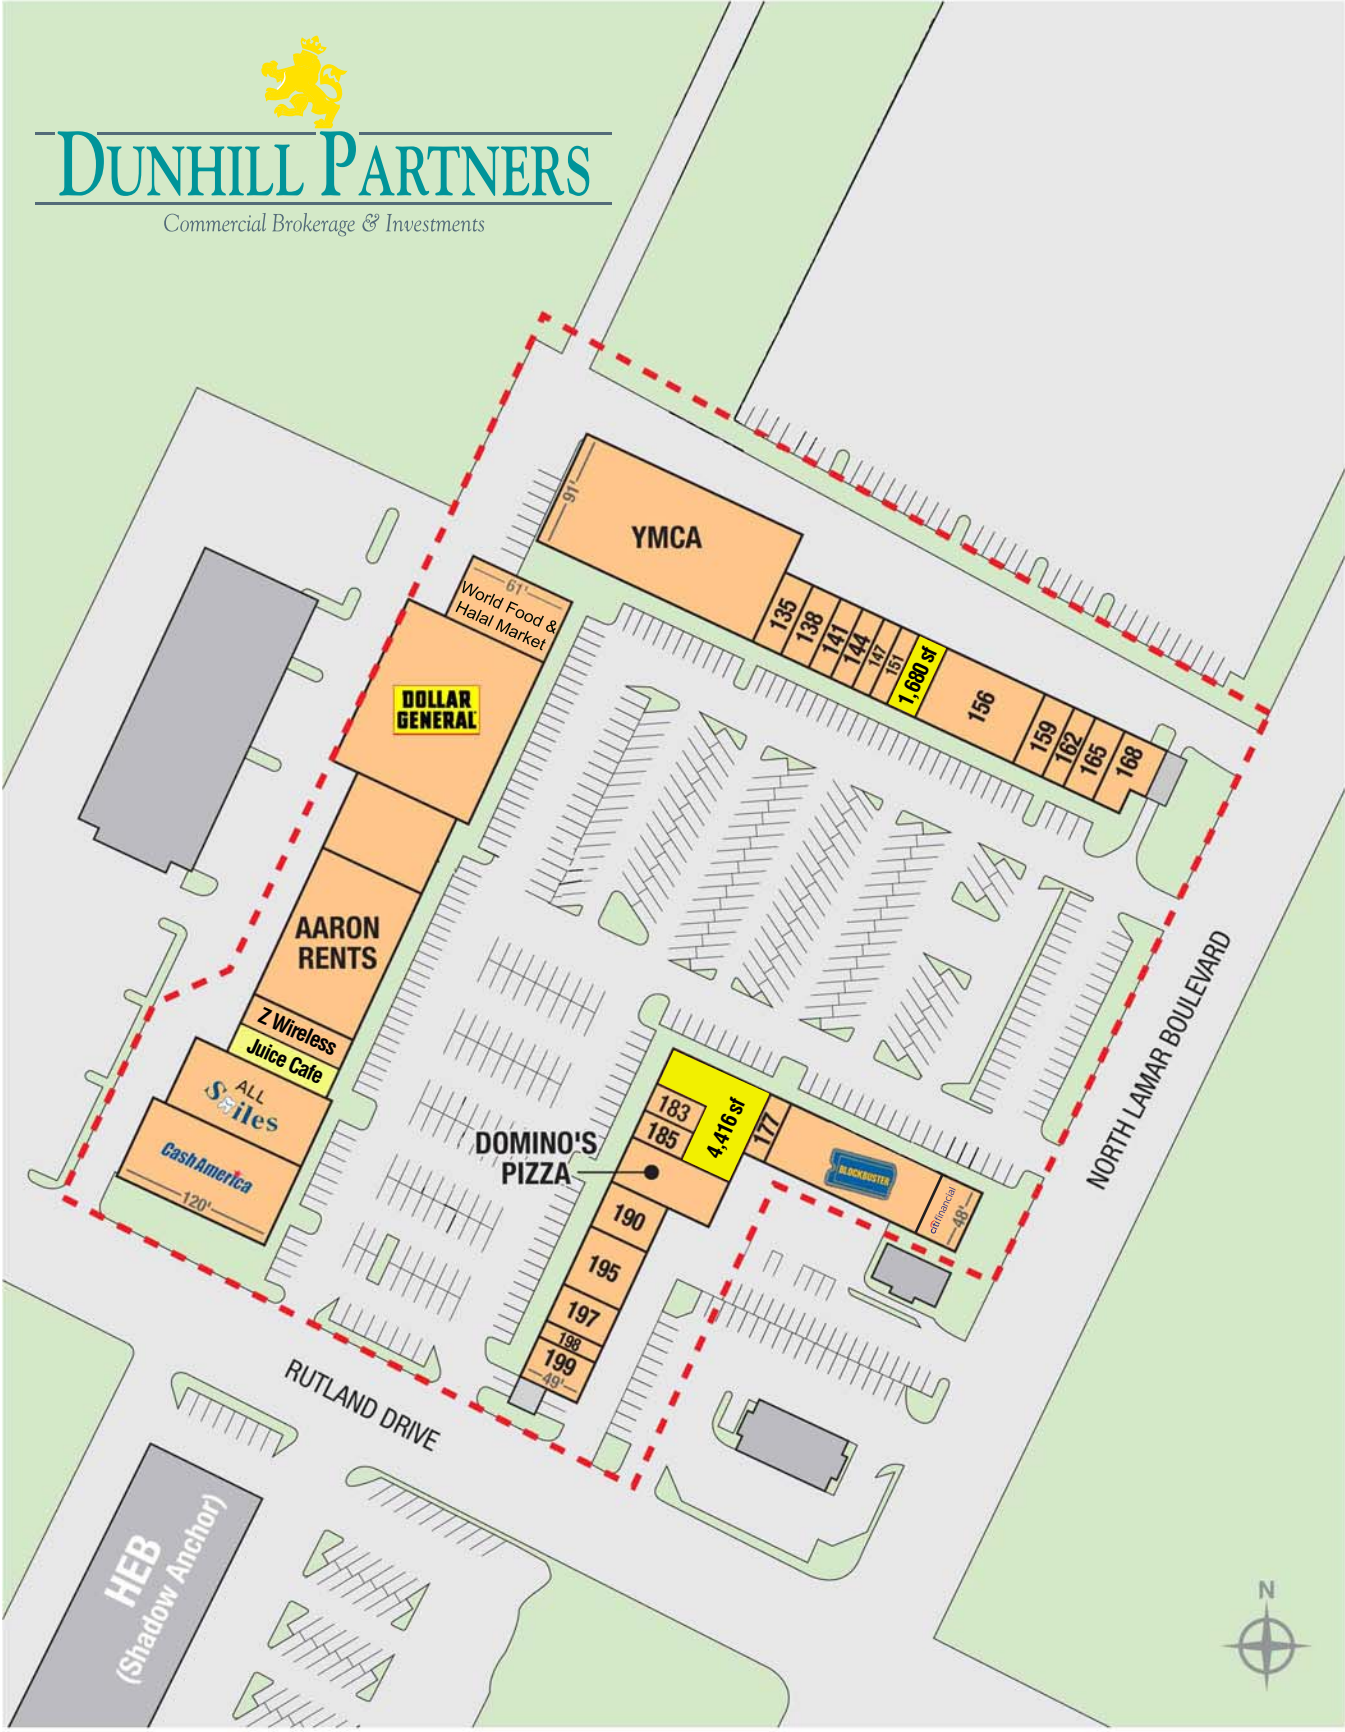 DUNHILL PARTNERS
Commercial Brokerage & Investments
91'
YMCA
61'
World Food &
Halal Market
135
138
141
144
147
151
1,680 sf
156
159
162
165
168
DOLLAR
GENERAL
AARON
RENTS
Z Wireless
Juice Cafe
ALL
Smiles
CashAmerica
120'
183
185
4,416 sf
177
BLOCKBUSTER
citifinancial
48'
DOMINO'S
PIZZA
190
195
197
198
199
49'
NORTH LAMAR BOULEVARD
RUTLAND DRIVE
HEB
(Shadow Anchor)
N